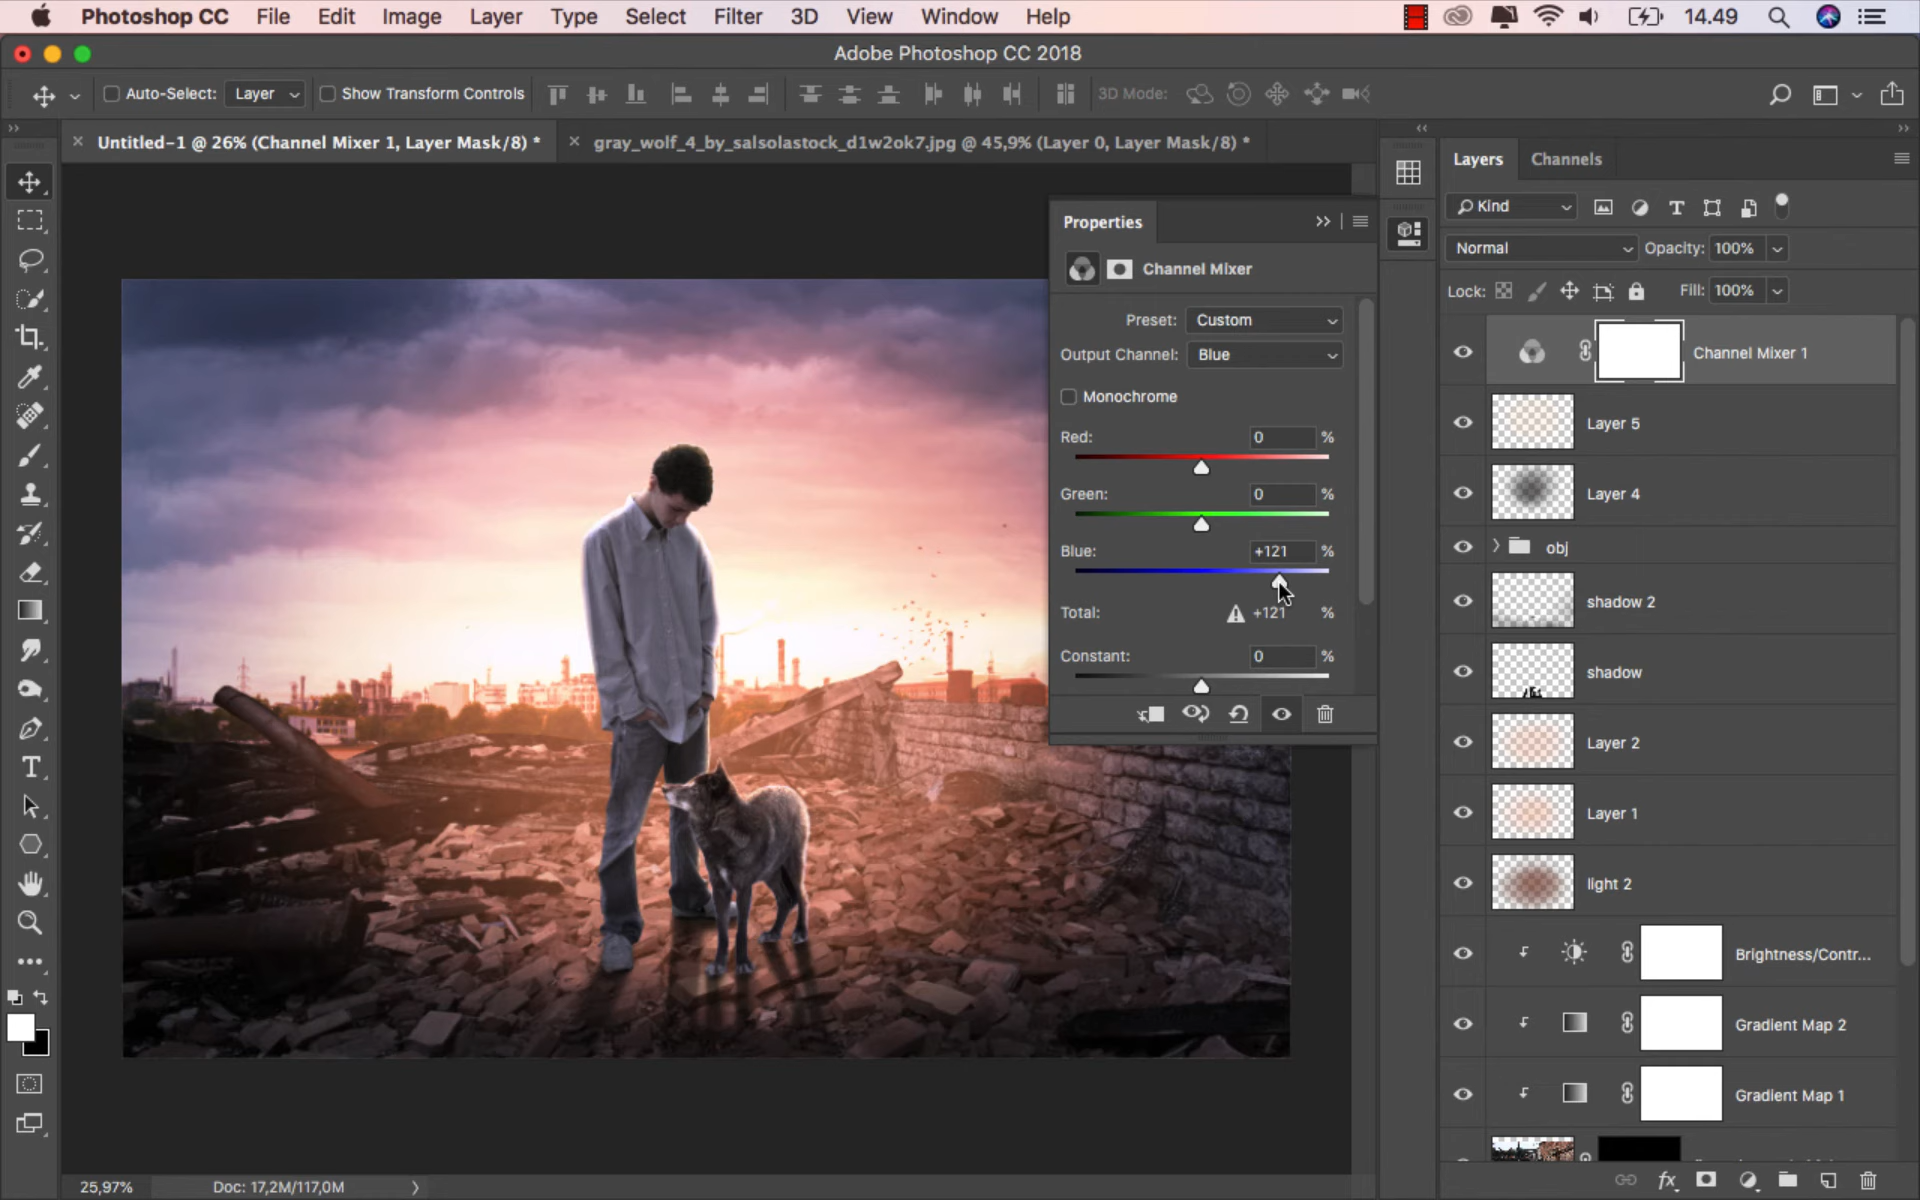 Photoshop CC File Edit Image Layer Type Select Filter 3D View Window Help 14.49
Adobe Photoshop CC 2018
Auto-Select: Layer Show Transform Controls 3D Mode:
Untitled-1 @ 26% (Channel Mixer 1, Layer Mask/8) * gray_wolf_4_by_salsolastock_d1w2ok7.jpg @ 45,9% (Layer 0, Layer Mask/8) *
Layers Channels
Kind
Normal Opacity: 100%
Lock: Fill: 100%
Properties
Channel Mixer
Preset: Custom
Output Channel: Blue
Monochrome
Red: 0 %
Green: 0 %
Blue: +121 %
Total: +121 %
Constant: 0 %
Channel Mixer 1
Layer 5
Layer 4
obj
shadow 2
shadow
Layer 2
Layer 1
light 2
Brightness/Contr...
Gradient Map 2
Gradient Map 1
25,97% Doc: 17,2M/117,0M